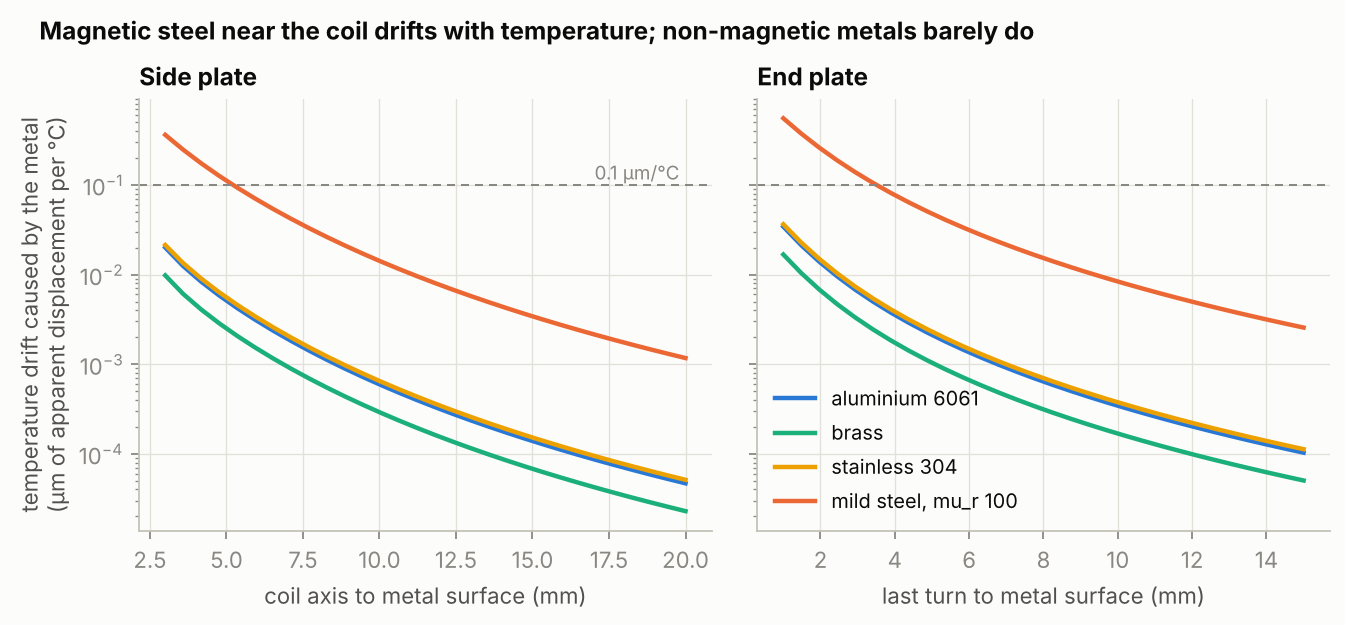 Magnetic steel near the coil drifts with temperature; non-magnetic metals barely do
Side plate
temperature drift caused by the metal
(µm of apparent displacement per °C)
10⁻¹
10⁻²
10⁻³
10⁻⁴
0.1 µm/°C
2.5 5.0 7.5 10.0 12.5 15.0 17.5 20.0
coil axis to metal surface (mm)
End plate
aluminium 6061
brass
stainless 304
mild steel, mu_r 100
2 4 6 8 10 12 14
last turn to metal surface (mm)